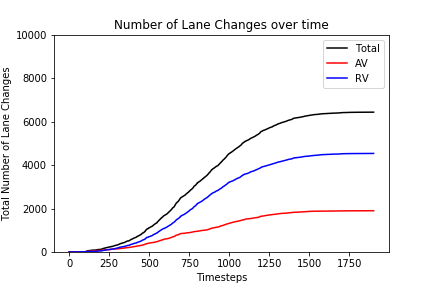 Number of Lane Changes over time
Total Number of Lane Changes
10000
8000
6000
4000
2000
0
Total
AV
RV
0 250 500 750 1000 1250 1500 1750
Timesteps